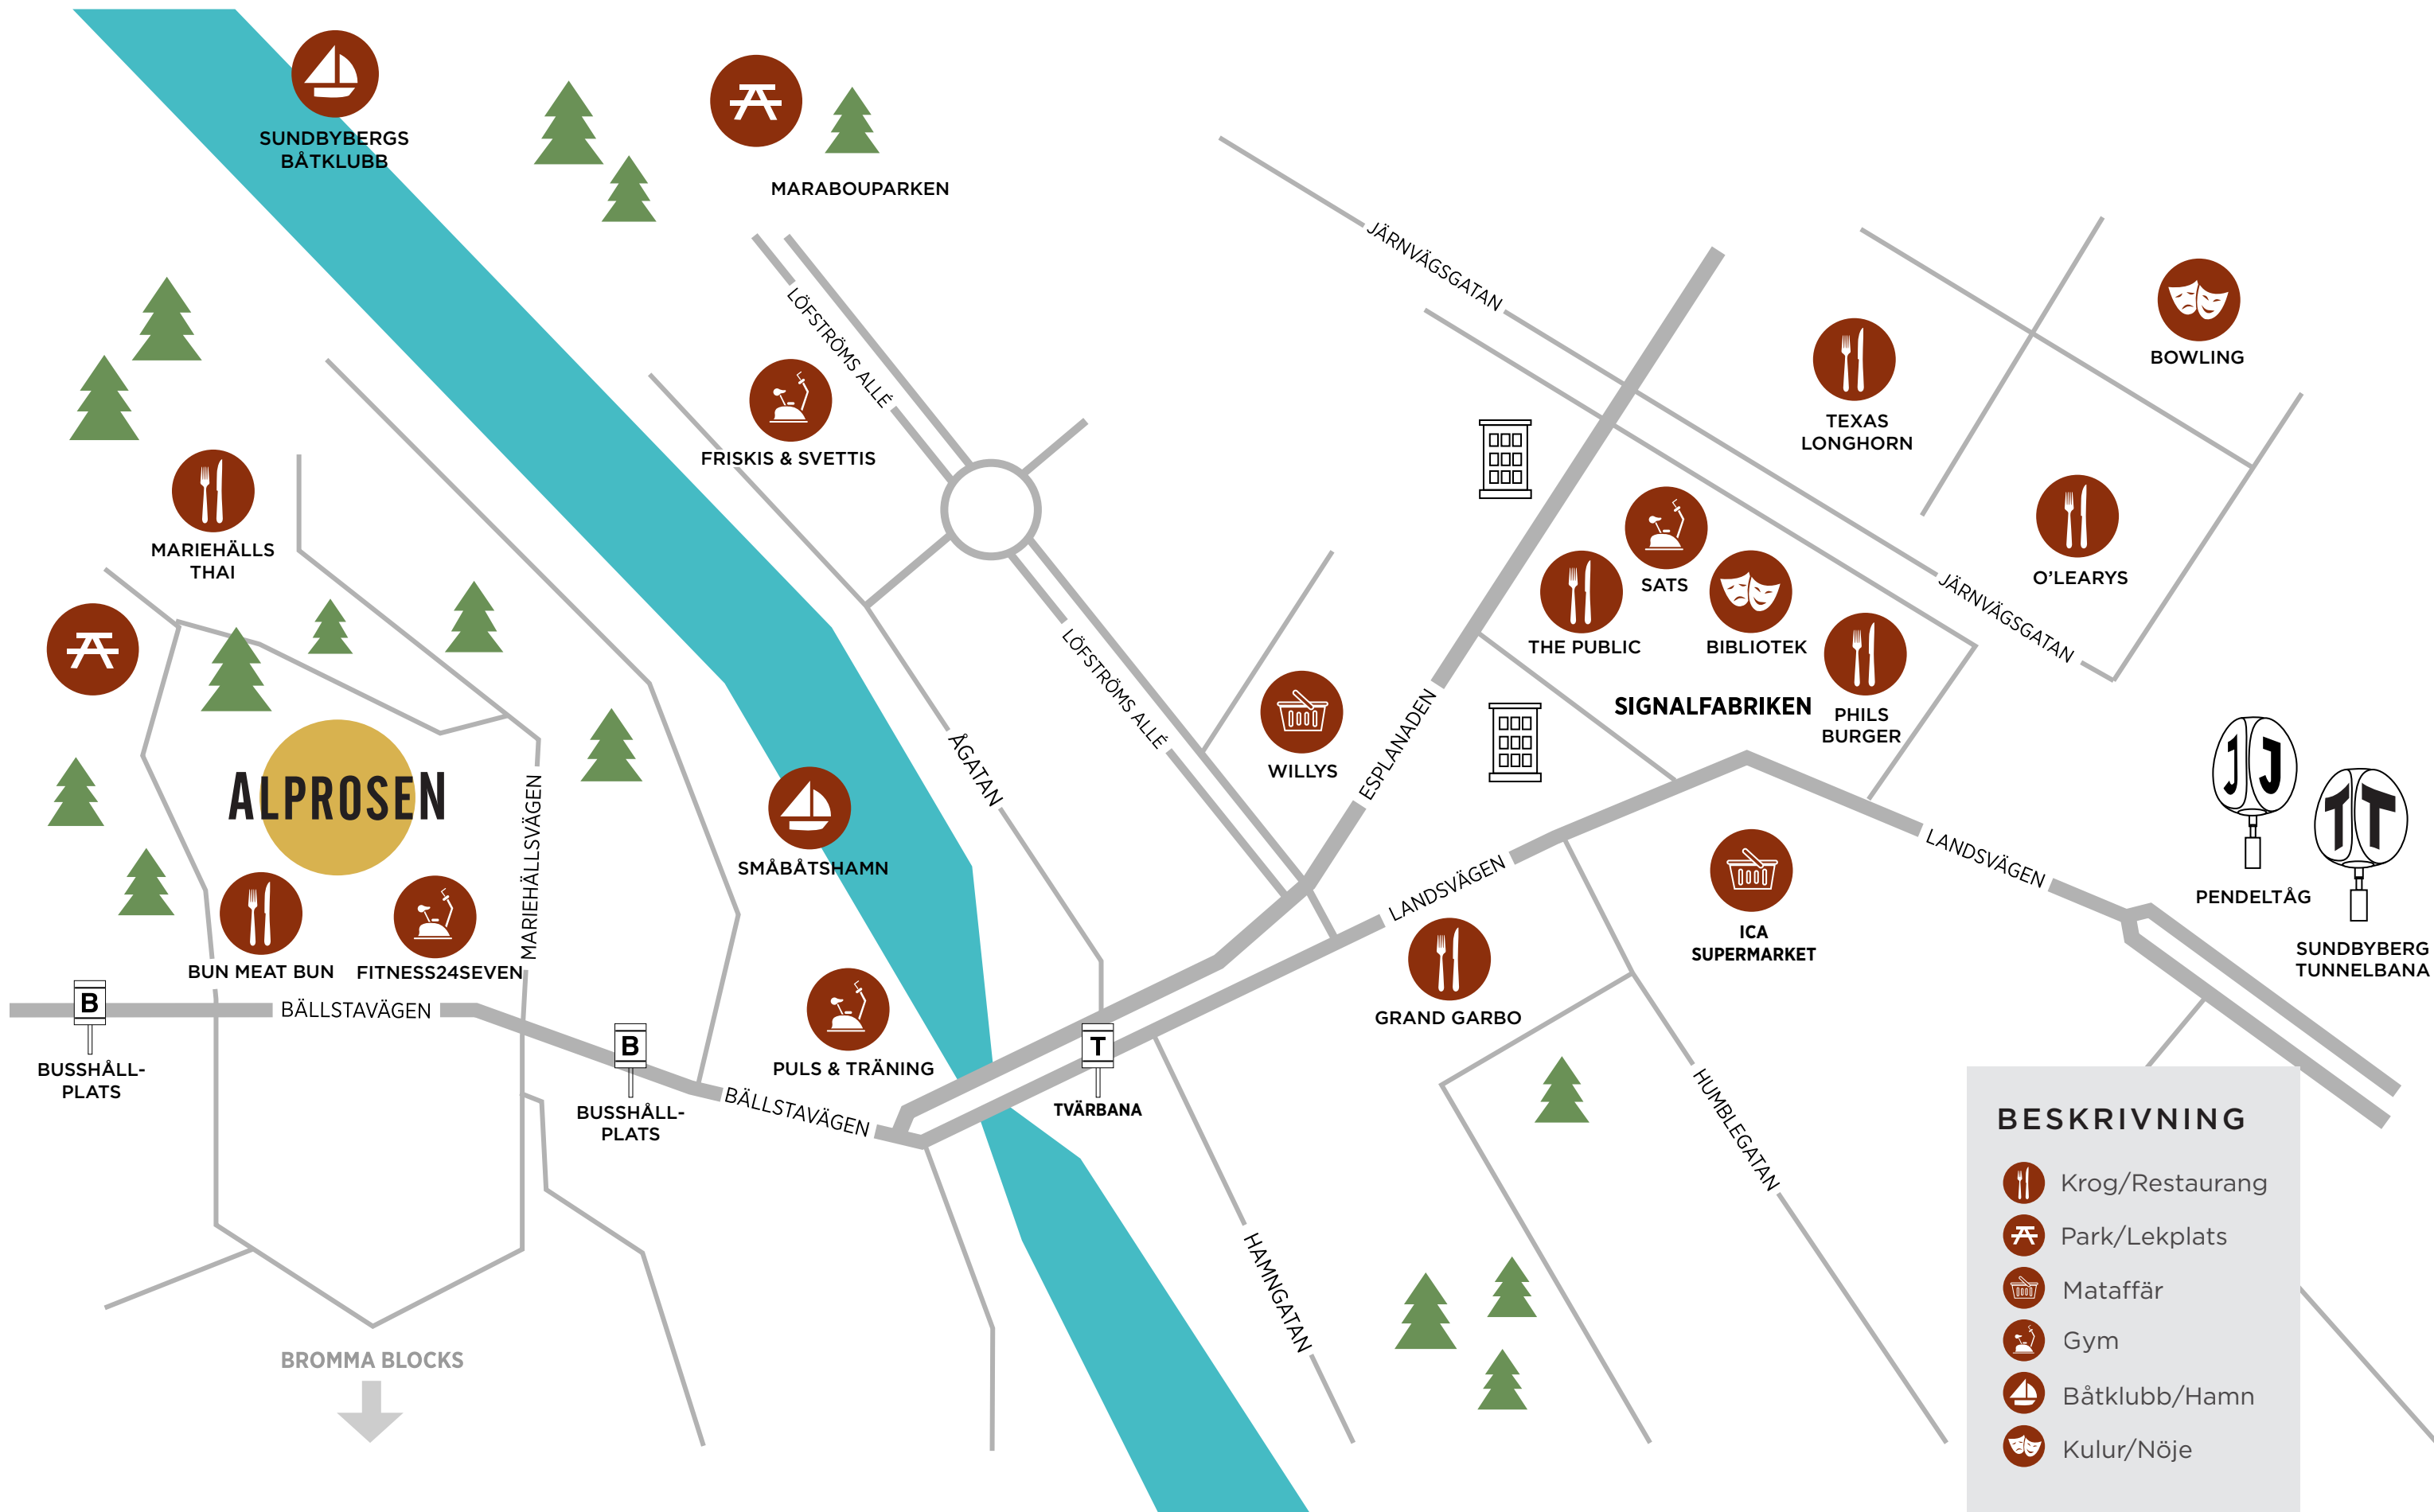 SUNDBYBERGS
BÅTKLUBB
MARABOUPARKEN
JÄRNVÄGSGATAN
LÖFSTRÖMS ALLÉ
BOWLING
TEXAS
LONGHORN
FRISKIS & SVETTIS
MARIEHÄLLS
THAI
SATS
O'LEARYS
THE PUBLIC
BIBLIOTEK
JÄRNVÄGSGATAN
LÖFSTRÖMS ALLÉ
SIGNALFABRIKEN
PHILS
BURGER
ESPLANADEN
ÅGATAN
WILLYS
ALPROSEN
MARIEHÄLLSVÄGEN
SMÅBÅTSHAMN
LANDSVÄGEN
LANDSVÄGEN
J J
PENDELTÅG
T T
SUNDBYBERG
TUNNELBANA
ICA
SUPERMARKET
BUN MEAT BUN
FITNESS24SEVEN
GRAND GARBO
B
BÄLLSTAVÄGEN
BUSSHÅLL-
PLATS
B
BUSSHÅLL-
PLATS
PULS & TRÄNING
BÄLLSTAVÄGEN
T
TVÄRBANA
HUMBLEGATAN
HAMNGATAN
BROMMA BLOCKS
BESKRIVNING
Krog/Restaurang
Park/Lekplats
Mataffär
Gym
Båtklubb/Hamn
Kulur/Nöje